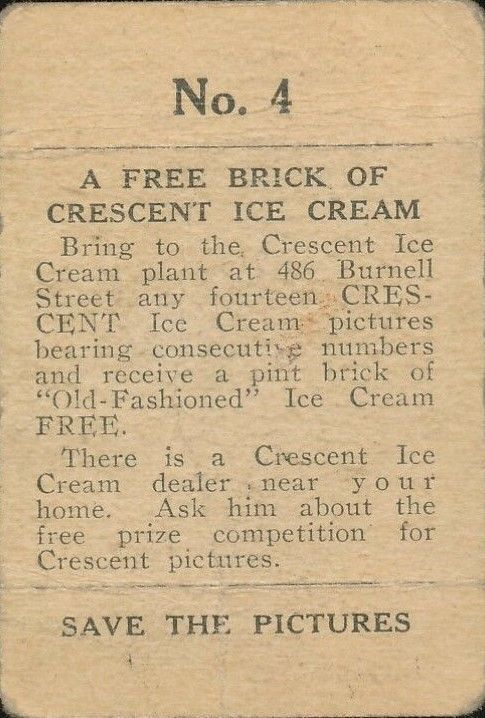 No. 4
A FREE BRICK OF
CRESCENT ICE CREAM
Bring to the Crescent Ice
Cream plant at 486 Burnell
Street any fourteen CRES-
CENT Ice Cream pictures
bearing consecutive numbers
and receive a pint brick of
"Old-Fashioned" Ice Cream
FREE.
There is a Crescent Ice
Cream dealer near your
home. Ask him about the
free prize competition for
Crescent pictures.
SAVE THE PICTURES